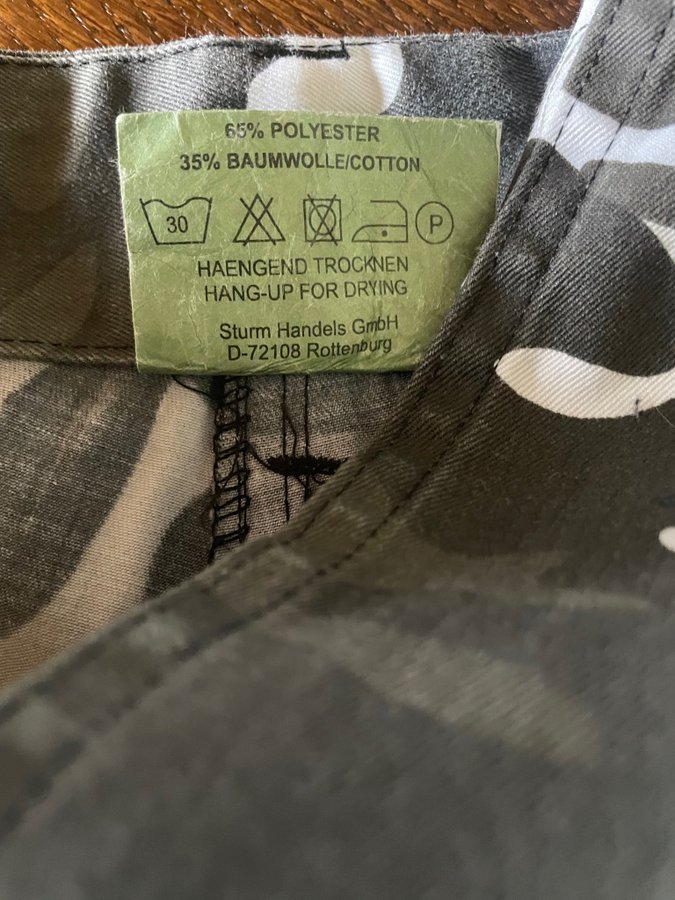 65% POLYESTER
35% BAUMWOLLE/COTTON
30 P
HAENGEND TROCKNEN
HANG-UP FOR DRYING
Sturm Handels GmbH
D-72108 Rottenburg